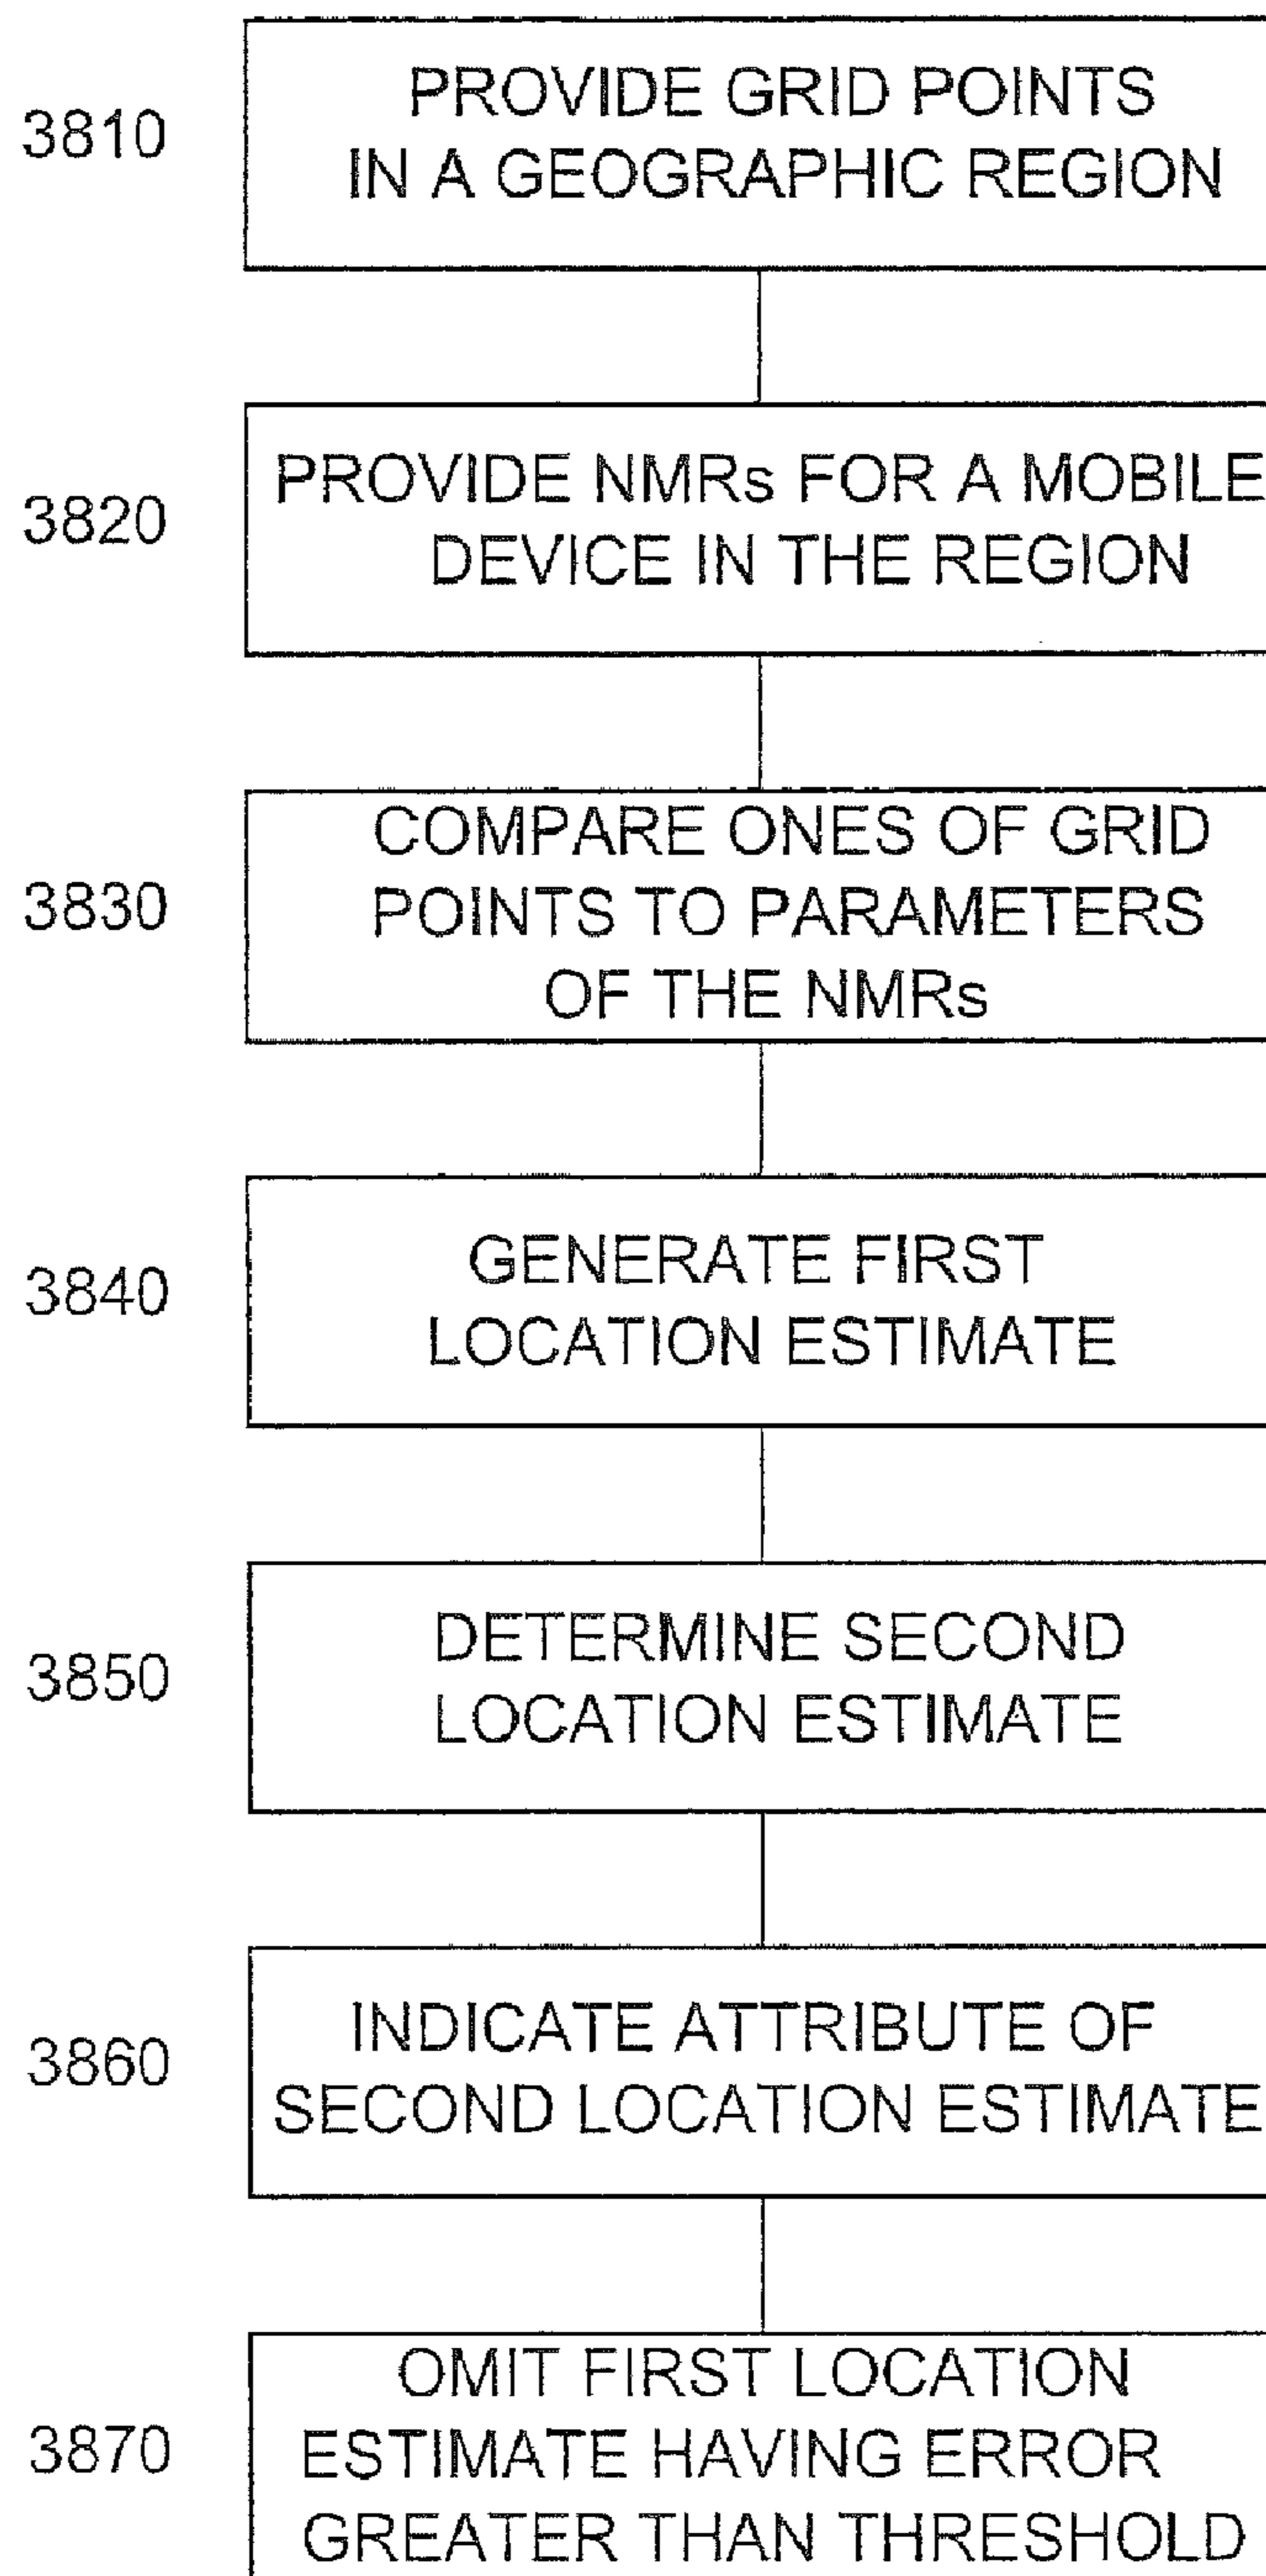 3810
PROVIDE GRID POINTS
IN A GEOGRAPHIC REGION
3820
PROVIDE NMRs FOR A MOBILE
DEVICE IN THE REGION
3830
COMPARE ONES OF GRID
POINTS TO PARAMETERS
OF THE NMRs
3840
GENERATE FIRST
LOCATION ESTIMATE
3850
DETERMINE SECOND
LOCATION ESTIMATE
3860
INDICATE ATTRIBUTE OF
SECOND LOCATION ESTIMATE
3870
OMIT FIRST LOCATION
ESTIMATE HAVING ERROR
GREATER THAN THRESHOLD